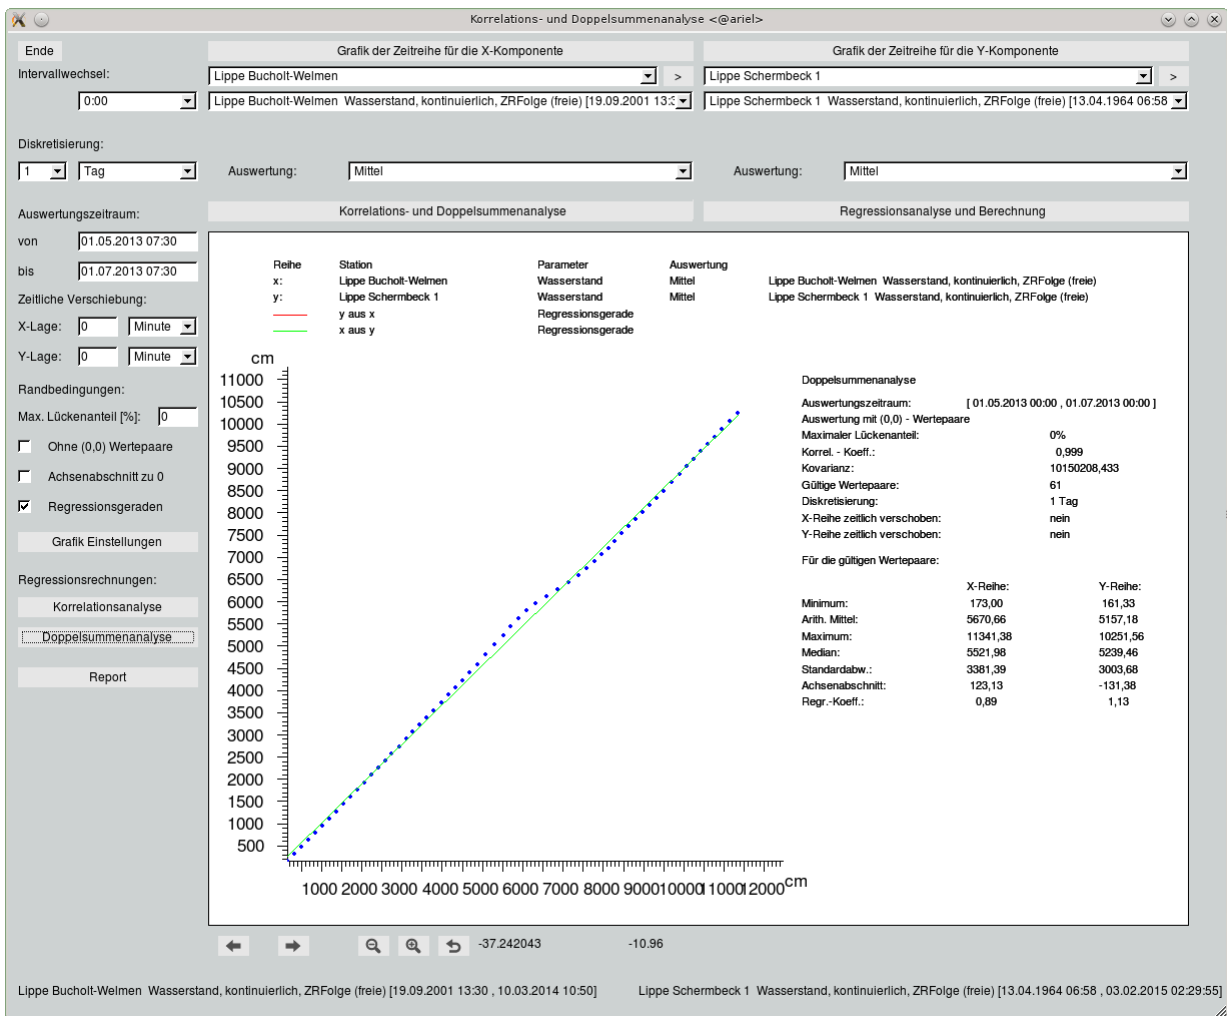 Korrelations- und Doppelsummenanalyse <@ariel>
Ende
Grafik der Zeitreihe für die X-Komponente
Grafik der Zeitreihe für die Y-Komponente
Intervallwechsel:
Lippe Bucholt-Welmen
>
Lippe Schermbeck 1
>
0:00
Lippe Bucholt-Welmen Wasserstand, kontinuierlich, ZRFolge (freie) [19.09.2001 13:3
Lippe Schermbeck 1 Wasserstand, kontinuierlich, ZRFolge (freie) [13.04.1964 06:58
Diskretisierung:
1 Tag
Auswertung: Mittel
Auswertung: Mittel
Auswertungszeitraum:
Korrelations- und Doppelsummenanalyse
Regressionsanalyse und Berechnung
von 01.05.2013 07:30
bis 01.07.2013 07:30
Zeitliche Verschiebung:
X-Lage: 0 Minute
Y-Lage: 0 Minute
Randbedingungen:
Max. Lückenanteil [%]: 0
Ohne (0,0) Wertepaare
Achsenabschnitt zu 0
Regressionsgeraden
Grafik Einstellungen
Regressionsrechnungen:
Korrelationsanalyse
Doppelsummenanalyse
Report
Reihe Station Parameter Auswertung
x: Lippe Bucholt-Welmen Wasserstand Mittel Lippe Bucholt-Welmen Wasserstand, kontinuierlich, ZRFolge (freie)
y: Lippe Schermbeck 1 Wasserstand Mittel Lippe Schermbeck 1 Wasserstand, kontinuierlich, ZRFolge (freie)
y aus x Regressionsgerade
x aus y Regressionsgerade
cm
11000
10500
10000
9500
9000
8500
8000
7500
7000
6500
6000
5500
5000
4500
4000
3500
3000
2500
2000
1500
1000
500
1000 2000 3000 4000 5000 6000 7000 8000 9000 10000 11000 12000 cm
Doppelsummenanalyse
Auswertungszeitraum: [ 01.05.2013 00:00 , 01.07.2013 00:00 ]
Auswertung mit (0,0) - Wertepaare
Maximaler Lückenanteil: 0%
Korrel. - Koeff.: 0,999
Kovarianz: 10150208,433
Gültige Wertepaare: 61
Diskretisierung: 1 Tag
X-Reihe zeitlich verschoben: nein
Y-Reihe zeitlich verschoben: nein
Für die gültigen Wertepaare:
X-Reihe: Y-Reihe:
Minimum: 173,00 161,33
Arith. Mittel: 5670,66 5157,18
Maximum: 11341,38 10251,56
Median: 5521,98 5239,46
Standardabw.: 3381,39 3003,68
Achsenabschnitt: 123,13 -131,38
Regr.-Koeff.: 0,89 1,13
-37.242043 -10.96
Lippe Bucholt-Welmen Wasserstand, kontinuierlich, ZRFolge (freie) [19.09.2001 13:30 , 10.03.2014 10:50]
Lippe Schermbeck 1 Wasserstand, kontinuierlich, ZRFolge (freie) [13.04.1964 06:58 , 03.02.2015 02:29:55]